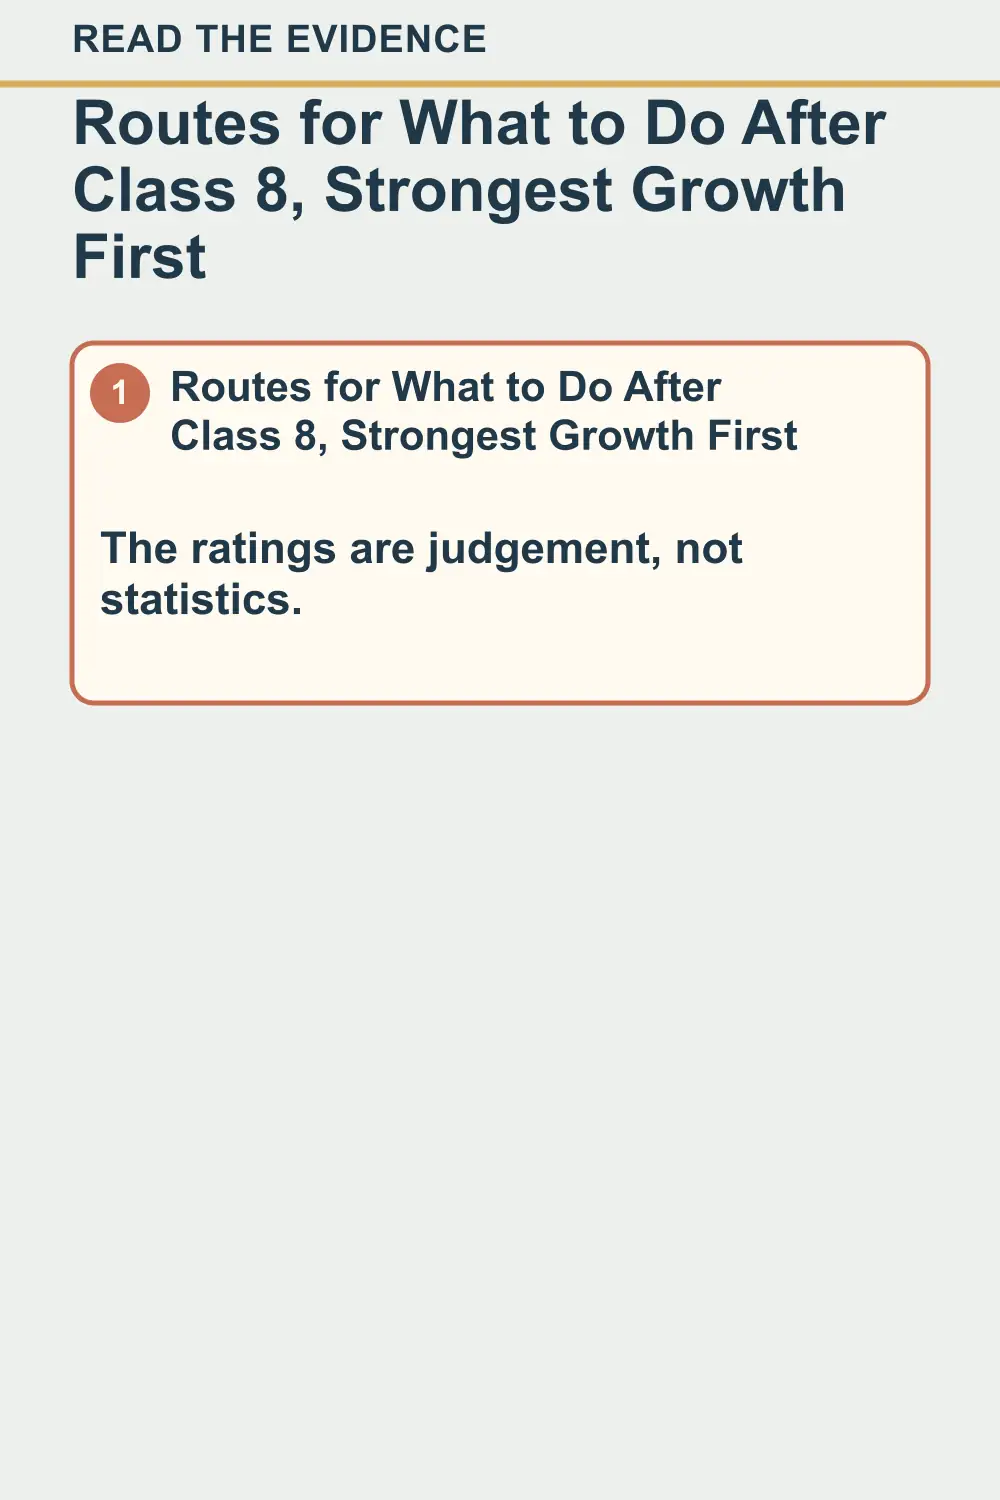 READ THE EVIDENCE
Routes for What to Do After
Class 8, Strongest Growth
First
1
Routes for What to Do After
Class 8, Strongest Growth First
The ratings are judgement, not
statistics.